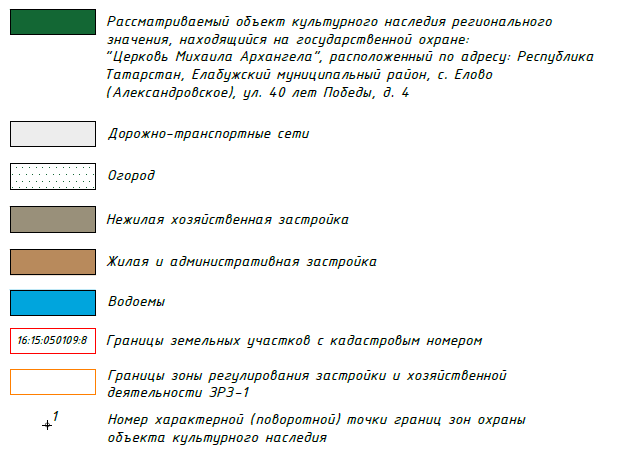 Рассматриваемый объект культурного наследия регионального
значения, находящийся на государственной охране:
"Церковь Михаила Архангела", расположенный по адресу: Республика
Татарстан, Елабужский муниципальный район, с. Елово
(Александровское), ул. 40 лет Победы, д. 4
Дорожно-транспортные сети
Огород
Нежилая хозяйственная застройка
Жилая и административная застройка
Водоемы
16:15:050109:8 Границы земельных участков с кадастровым номером
Границы зоны регулирования застройки и хозяйственной
деятельности ЗРЗ-1
1 Номер характерной (поворотной) точки границ зон охраны
объекта культурного наследия